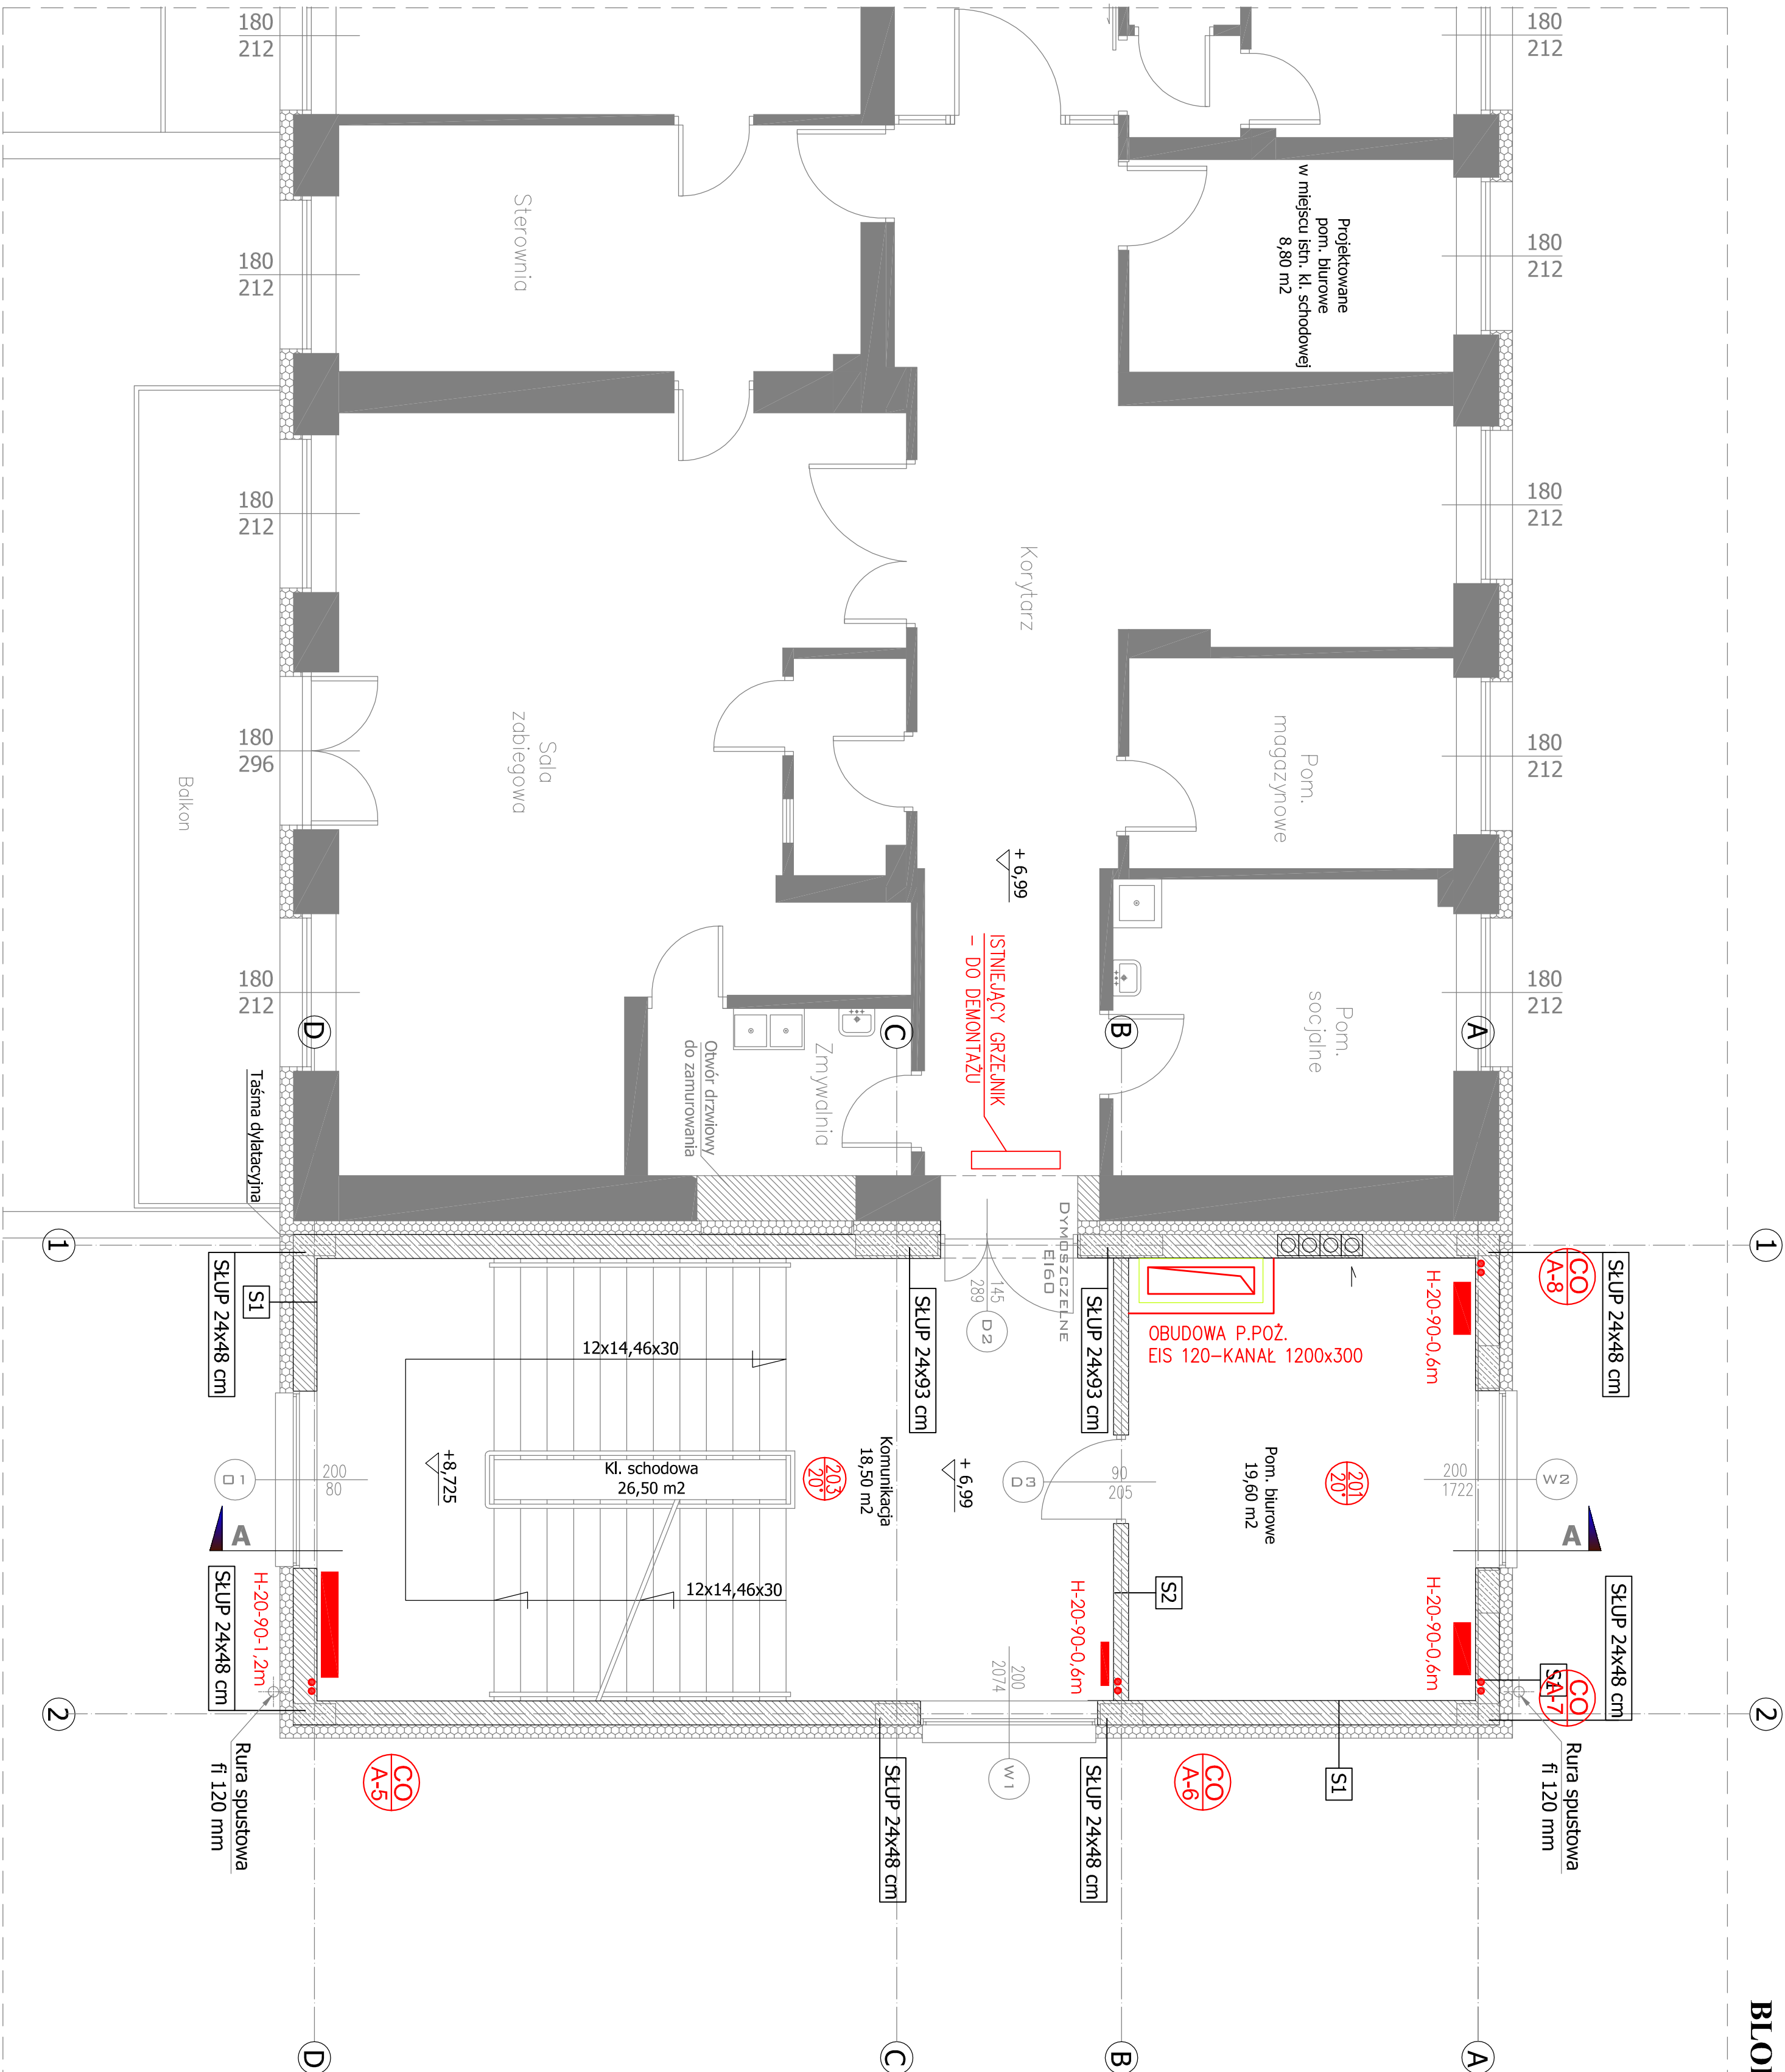 180
212
180
212
180
212
180
296
180
212
180
212
180
212
180
212
180
212
180
212
Sterownia
Projektowane
pom. biurowe
w miejscu istn. kl. schodowej
8,80 m2
Korytarz
Sala
zabiegowa
Pom.
magazynowe
Balkon
+ 6,99
Pom.
socjalne
ISTNIEJĄCY GRZEJNIK
- DO DEMONTAŻU
Zmywalnia
Otwór drzwiowy
do zamurowania
Taśma dylatacyjna
D
C
B
A
1
1
DYMOSZCZELNE
EI60
145
289
D2
SŁUP 24x48 cm
S1
SŁUP 24x93 cm
SŁUP 24x93 cm
SŁUP 24x48 cm
CO
A-8
H-20-90-0,6m
OBUDOWA P.POŻ.
EIS 120-KANAŁ 1200x300
12x14,46x30
Kl. schodowa
26,50 m2
+8,725
203
20°
Komunikacja
18,50 m2
+ 6,99
D3
90
205
Pom. biurowe
19,60 m2
201
20°
200
1722
W2
O1
200
80
A
A
12x14,46x30
SŁUP 24x48 cm
H-20-90-1,2m
H-20-90-0,6m
S2
H-20-90-0,6m
SŁUP 24x48 cm
S1
CO
A-7
200
2074
W1
2
2
Rura spustowa
fi 120 mm
CO
A-5
SŁUP 24x48 cm
SŁUP 24x48 cm
CO
A-6
S1
Rura spustowa
fi 120 mm
D
C
B
A